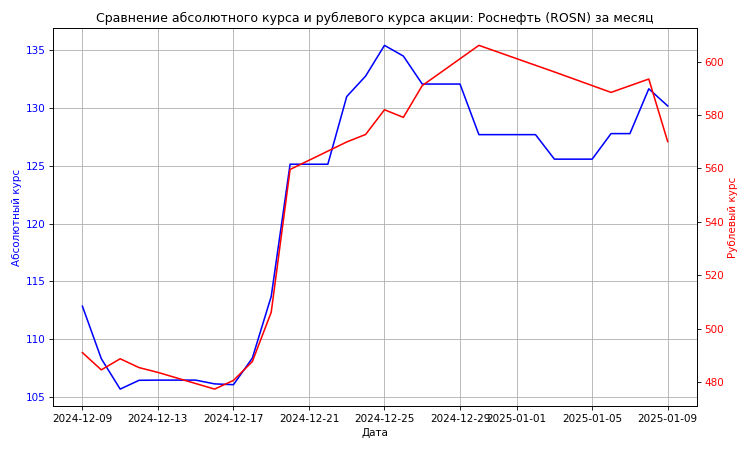 Сравнение абсолютного курса и рублевого курса акции: Роснефть (ROSN) за месяц
135
130
125
120
115
110
105
Абсолютный курс
600
580
560
540
520
500
480
Рублевый курс
2024-12-09 2024-12-13 2024-12-17 2024-12-21 2024-12-25 2024-12-29 2025-01-01 2025-01-05 2025-01-09
Дата